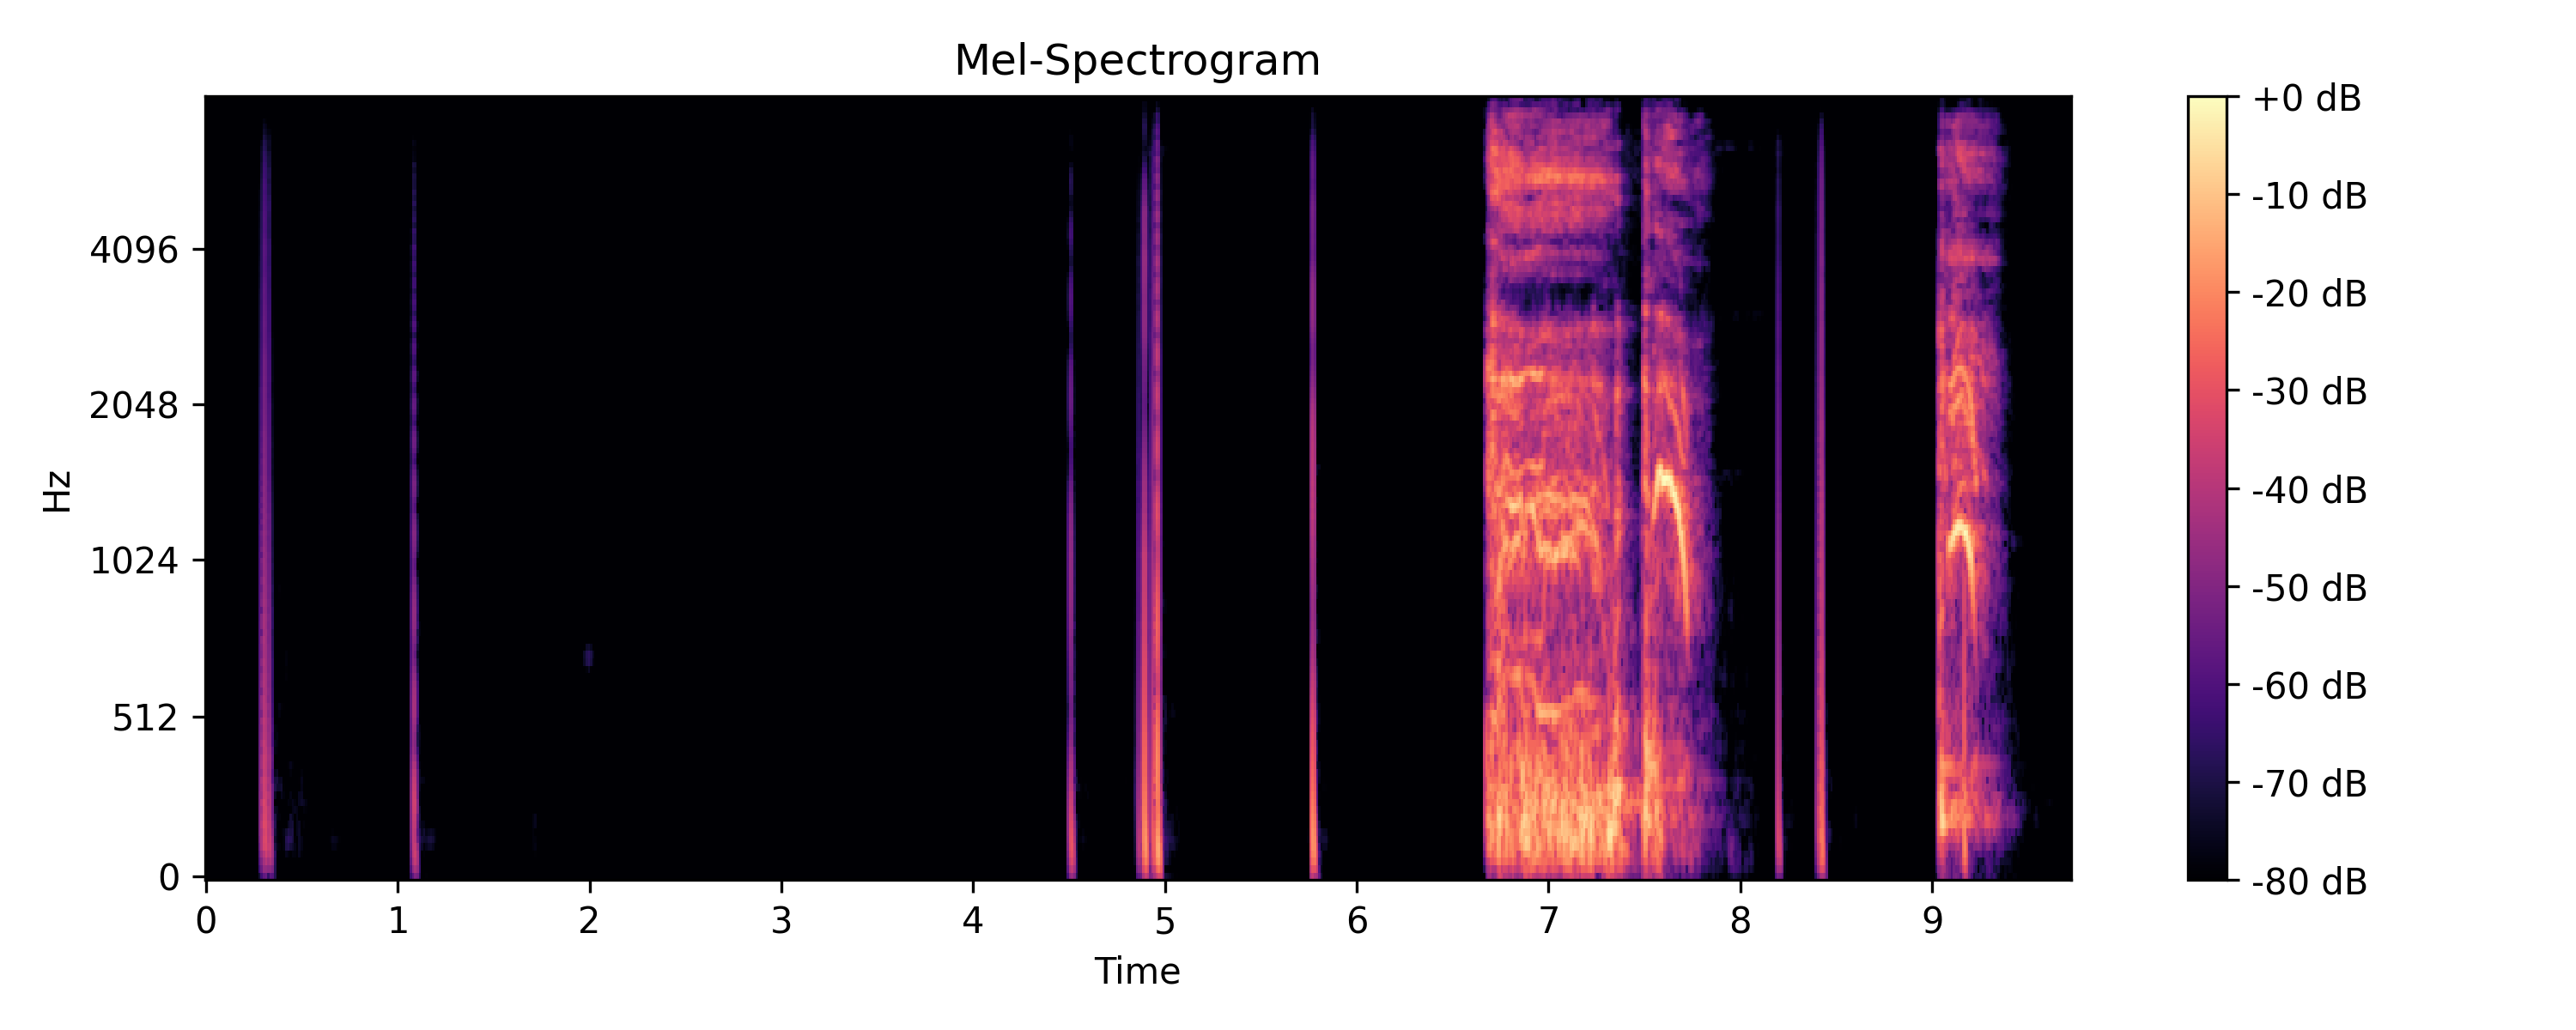 Mel-Spectrogram
+0 dB
-10 dB
-20 dB
-30 dB
-40 dB
-50 dB
-60 dB
-70 dB
-80 dB
4096
2048
1024
512
0
Hz
0 1 2 3 4 5 6 7 8 9
Time